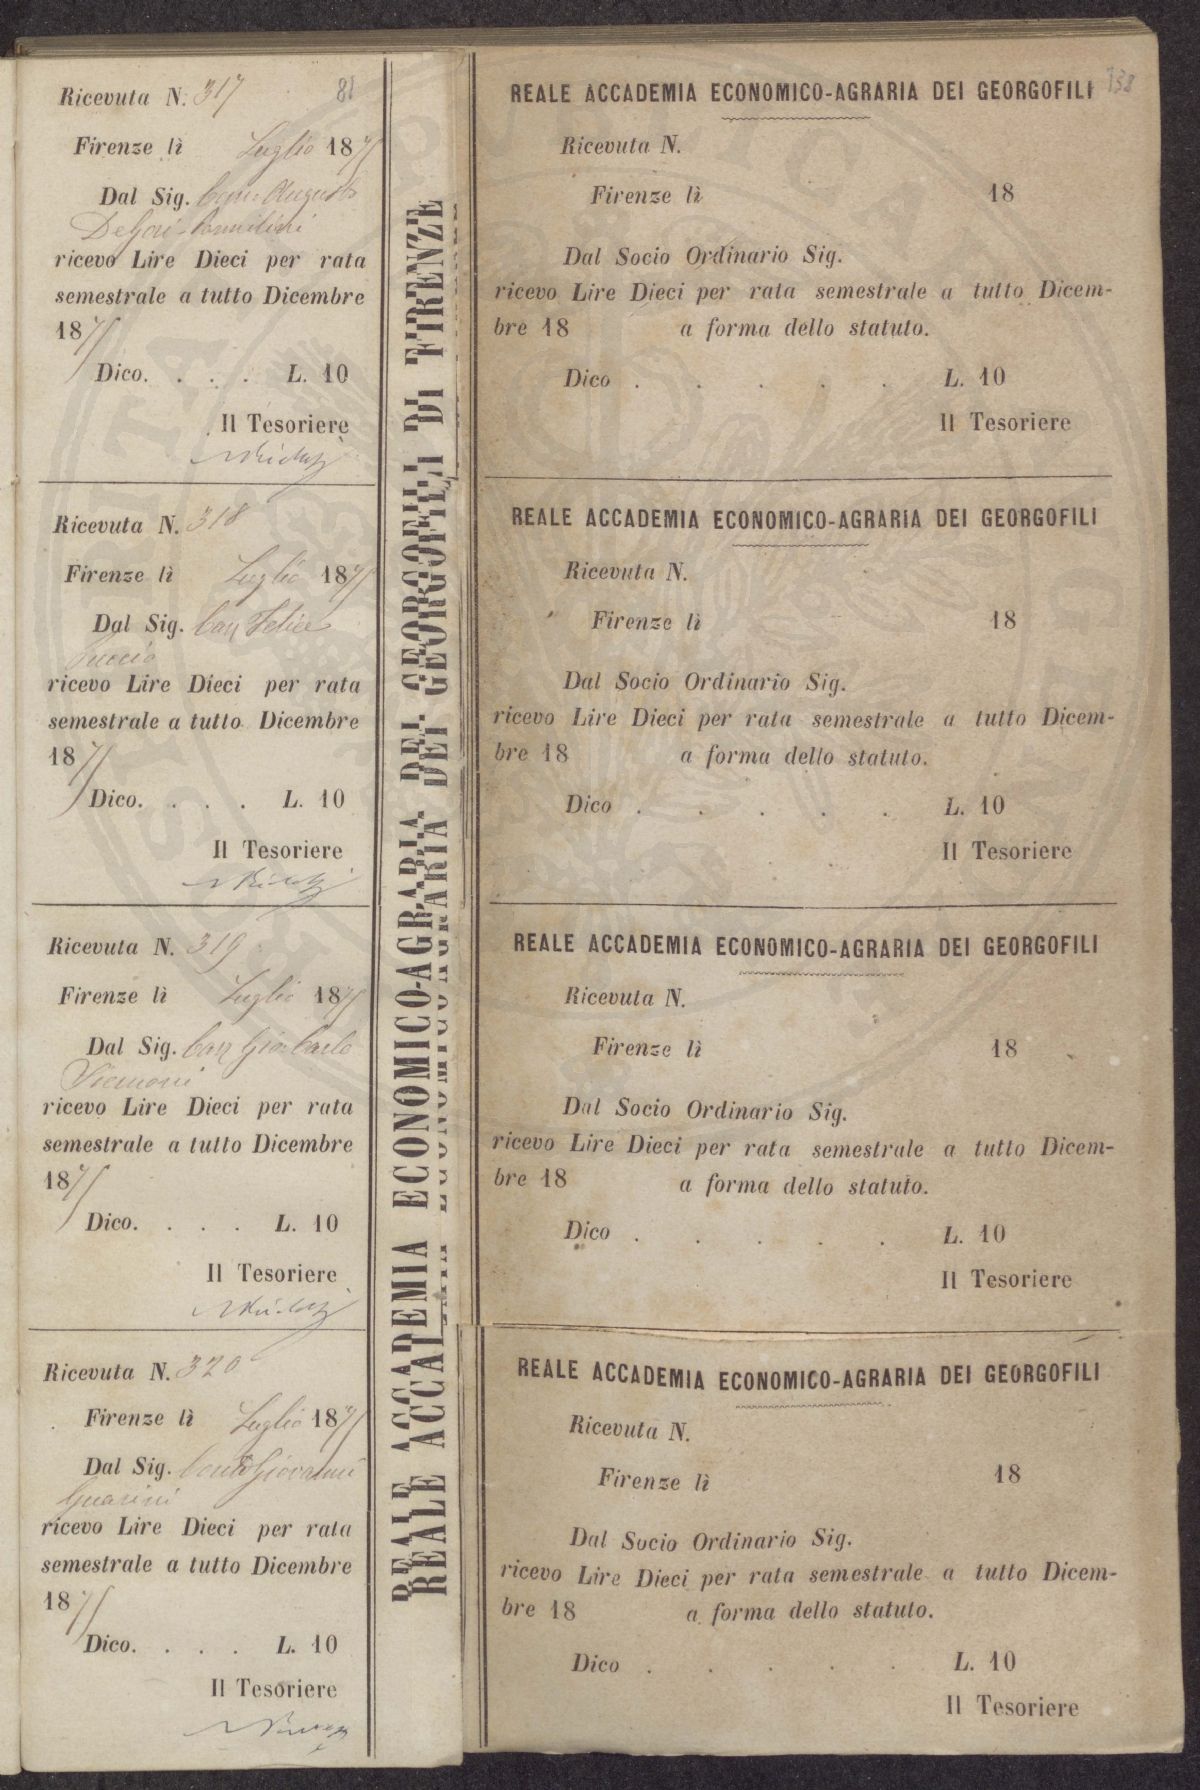 Ricevuta N. 317
81
Firenze lì Luglio 1871
Dal Sig. Augusto
De Gori
ricevo Lire Dieci per rata
semestrale a tutto Dicembre
1871
Dico. . . . L. 10
Il Tesoriere
Ricevuta N. 318
Firenze lì Luglio 1871
Dal Sig. Cav Felice
ricevo Lire Dieci per rata
semestrale a tutto Dicembre
1871
Dico. . . . L. 10
Il Tesoriere
Ricevuta N. 319
Firenze lì Luglio 1871
Dal Sig. Cav Gio: Carlo
Siemoni
ricevo Lire Dieci per rata
semestrale a tutto Dicembre
1871
Dico. . . . L. 10
Il Tesoriere
Ricevuta N. 320
Firenze lì Luglio 1871
Dal Sig. Giovanni
Guarini
ricevo Lire Dieci per rata
semestrale a tutto Dicembre
1871
Dico. . . . L. 10
Il Tesoriere
REALE ACCADEMIA ECONOMICO-AGRARIA DEI GEORGOFILI DI FIRENZE
REALE ACCADEMIA ECONOMICO-AGRARIA DEI GEORGOFILI
738
Ricevuta N.
Firenze lì 18
Dal Socio Ordinario Sig.
ricevo Lire Dieci per rata semestrale a tutto Dicem-
bre 18 a forma dello statuto.
Dico . . . . . L. 10
Il Tesoriere
REALE ACCADEMIA ECONOMICO-AGRARIA DEI GEORGOFILI
Ricevuta N.
Firenze lì 18
Dal Socio Ordinario Sig.
ricevo Lire Dieci per rata semestrale a tutto Dicem-
bre 18 a forma dello statuto.
Dico . . . . . L. 10
Il Tesoriere
REALE ACCADEMIA ECONOMICO-AGRARIA DEI GEORGOFILI
Ricevuta N.
Firenze lì 18
Dal Socio Ordinario Sig.
ricevo Lire Dieci per rata semestrale a tutto Dicem-
bre 18 a forma dello statuto.
Dico . . . . . L. 10
Il Tesoriere
REALE ACCADEMIA ECONOMICO-AGRARIA DEI GEORGOFILI
Ricevuta N.
Firenze lì 18
Dal Socio Ordinario Sig.
ricevo Lire Dieci per rata semestrale a tutto Dicem-
bre 18 a forma dello statuto.
Dico . . . . . L. 10
Il Tesoriere